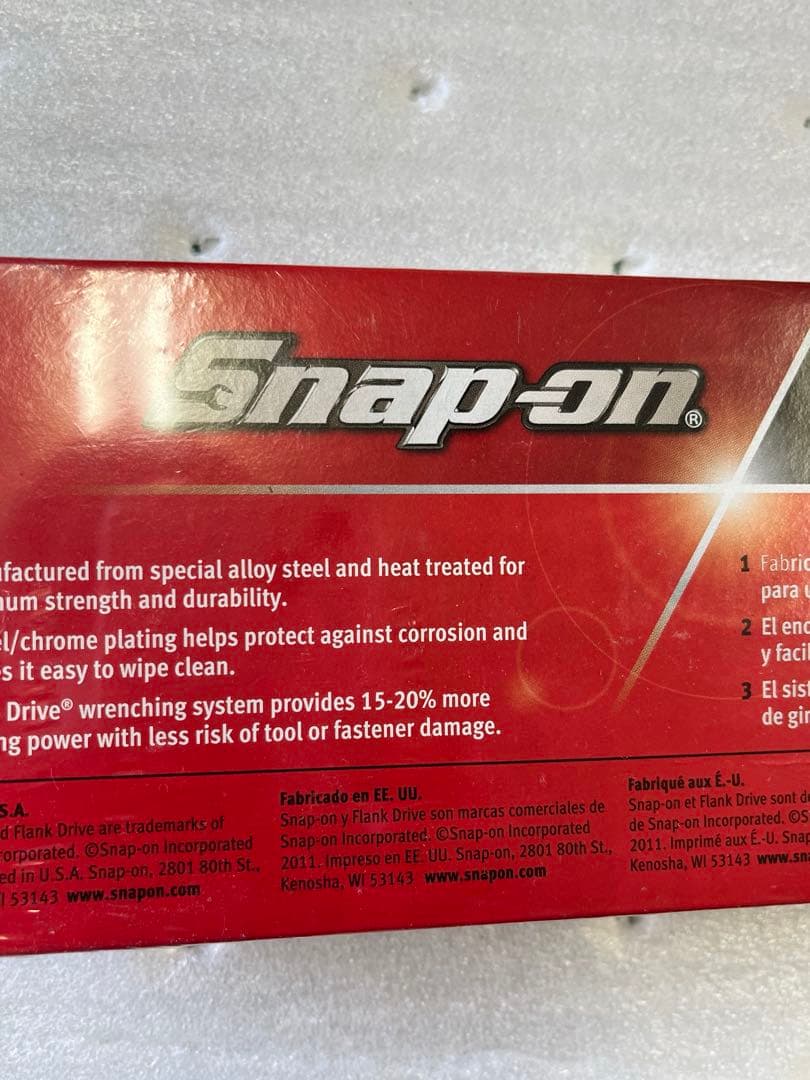 Snap-on®
factured from special alloy steel and heat treated for
um strength and durability.
l/chrome plating helps protect against corrosion and
s it easy to wipe clean.
Drive® wrenching system provides 15-20% more
ng power with less risk of tool or fastener damage.
1 Fabric
para u
2 El enc
y facil
3 El sist
de gir
S.A.
d Flank Drive are trademarks of
orporated. ©Snap-on Incorporated
ed in U.S.A. Snap-on, 2801 80th St.,
I 53143 www.snapon.com
Fabricado en EE. UU.
Snap-on y Flank Drive son marcas comerciales de
Snap-on Incorporated. ©Snap-on Incorporated
2011. Impreso en EE. UU. Snap-on, 2801 80th St.,
Kenosha, WI 53143 www.snapon.com
Fabriqué aux É.-U.
Snap-on et Flank Drive sont d
de Snap-on Incorporated. ©S
2011. Imprimé aux É.-U. Snap
Kenosha, WI 53143 www.sn